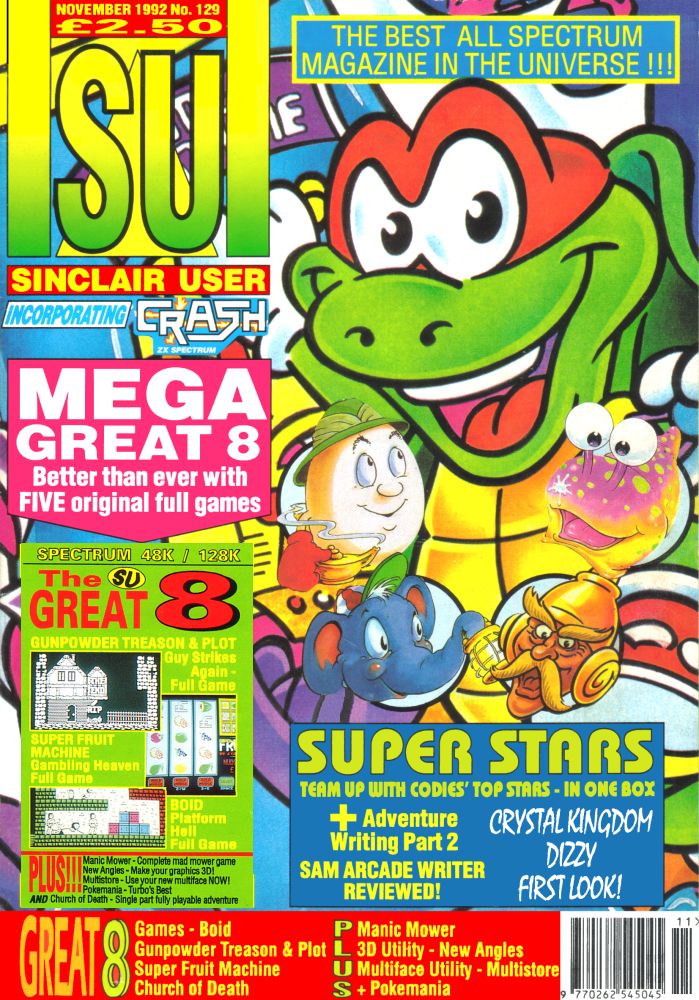 NOVEMBER 1992 No. 129
£2.50
SU
SINCLAIR USER
INCORPORATING CRASH
ZX SPECTRUM
THE BEST ALL SPECTRUM
MAGAZINE IN THE UNIVERSE !!!
MEGA
GREAT 8
Better than ever with
FIVE original full games
SPECTRUM 48K / 128K
The SU
GREAT 8
GUNPOWDER TREASON & PLOT
Guy Strikes
Again -
Full Game
SUPER FRUIT
MACHINE
Gambling Heaven
Full Game
BOID
Platform
Hell
Full Game
PLUS!!!
Manic Mower - Complete mad mower game
New Angles - Make your graphics 3D!
Multistore - Use your new multiface NOW!
Pokemania - Turbo's Best
AND Church of Death - Single part fully playable adventure
SUPER STARS
TEAM UP WITH CODIES' TOP STARS - IN ONE BOX
+ Adventure
Writing Part 2
SAM ARCADE WRITER
REVIEWED!
CRYSTAL KINGDOM
DIZZY
FIRST LOOK!
GREAT 8
Games - Boid
Gunpowder Treason & Plot
Super Fruit Machine
Church of Death
PLUS
Manic Mower
3D Utility - New Angles
Multiface Utility - Multistore
+ Pokemania
11
9 770262 545045